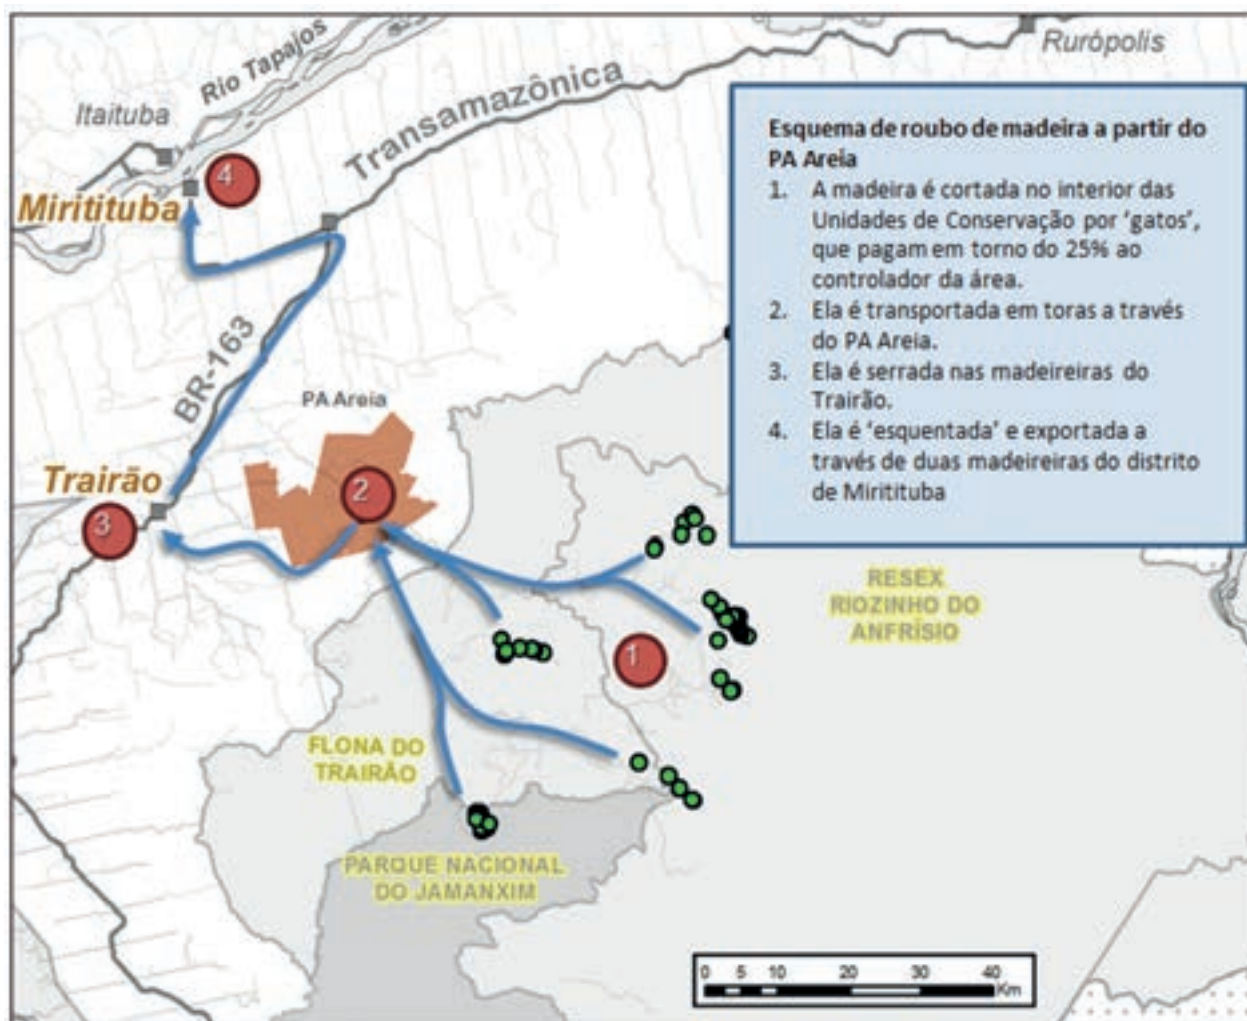 Rio Tapajos
Rurópolis
Itaituba
Transamazônica
4
Miritituba
Esquema de roubo de madeira a partir do
PA Areia
1. A madeira é cortada no interior das
Unidades de Conservação por ‘gatos’,
que pagam em torno do 25% ao
controlador da área.
2. Ela é transportada em toras a través
do PA Areia.
3. Ela é serrada nas madeireiras do
Trairão.
4. Ela é ‘esquentada’ e exportada a
través de duas madeireiras do distrito
de Miritituba
BR-163
PA Areia
Trairão
2
3
RESEX
RIOZINHO DO
ANFRÍSIO
1
FLONA DO
TRAIRÃO
PARQUE NACIONAL
DO JAMANXIM
0 5 10 20 30 40
Km